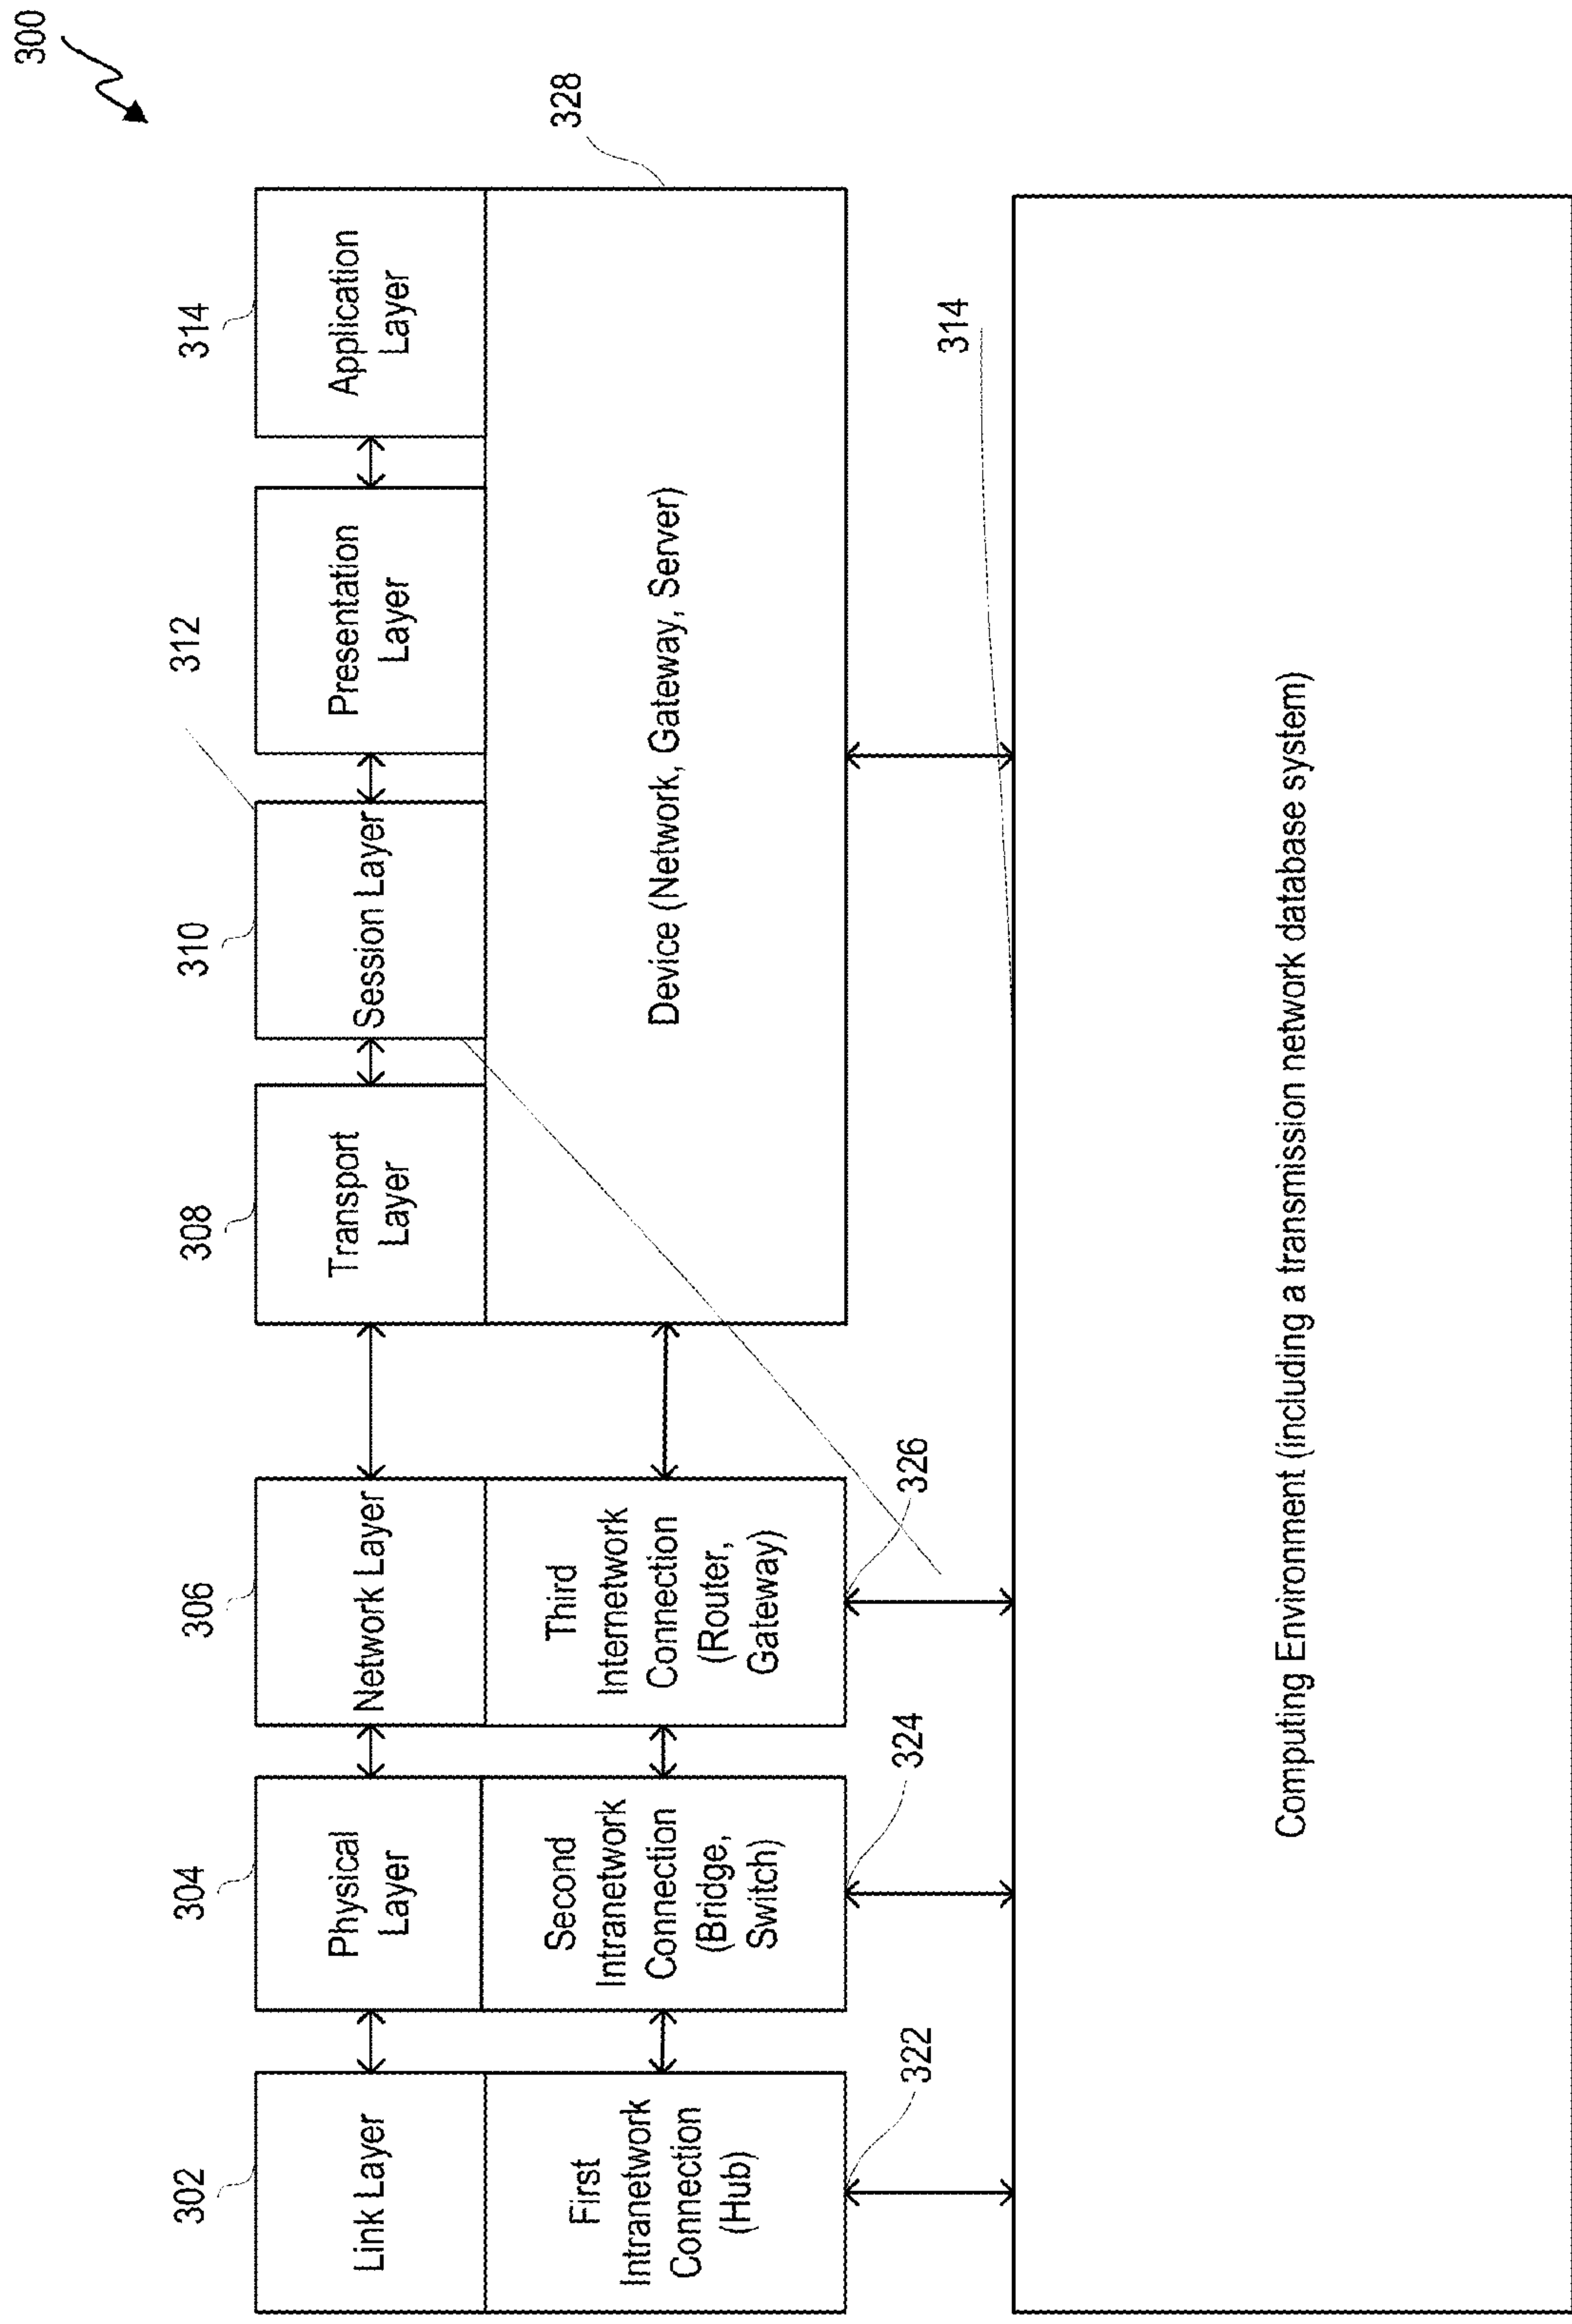 300
302
304
306
308
310
312
314
Link Layer
Physical
Layer
Network Layer
Transport
Layer
Session Layer
Presentation
Layer
Application
Layer
328
First
Intranetwork
Connection
(Hub)
Second
Intranetwork
Connection
(Bridge,
Switch)
Third
Internetwork
Connection
(Router,
Gateway)
Device (Network, Gateway, Server)
322
324
326
314
Computing Environment (including a transmission network database system)